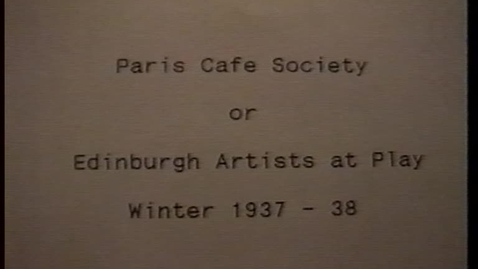 Paris Cafe Society
or
Edinburgh Artists at Play
Winter 1937 - 38